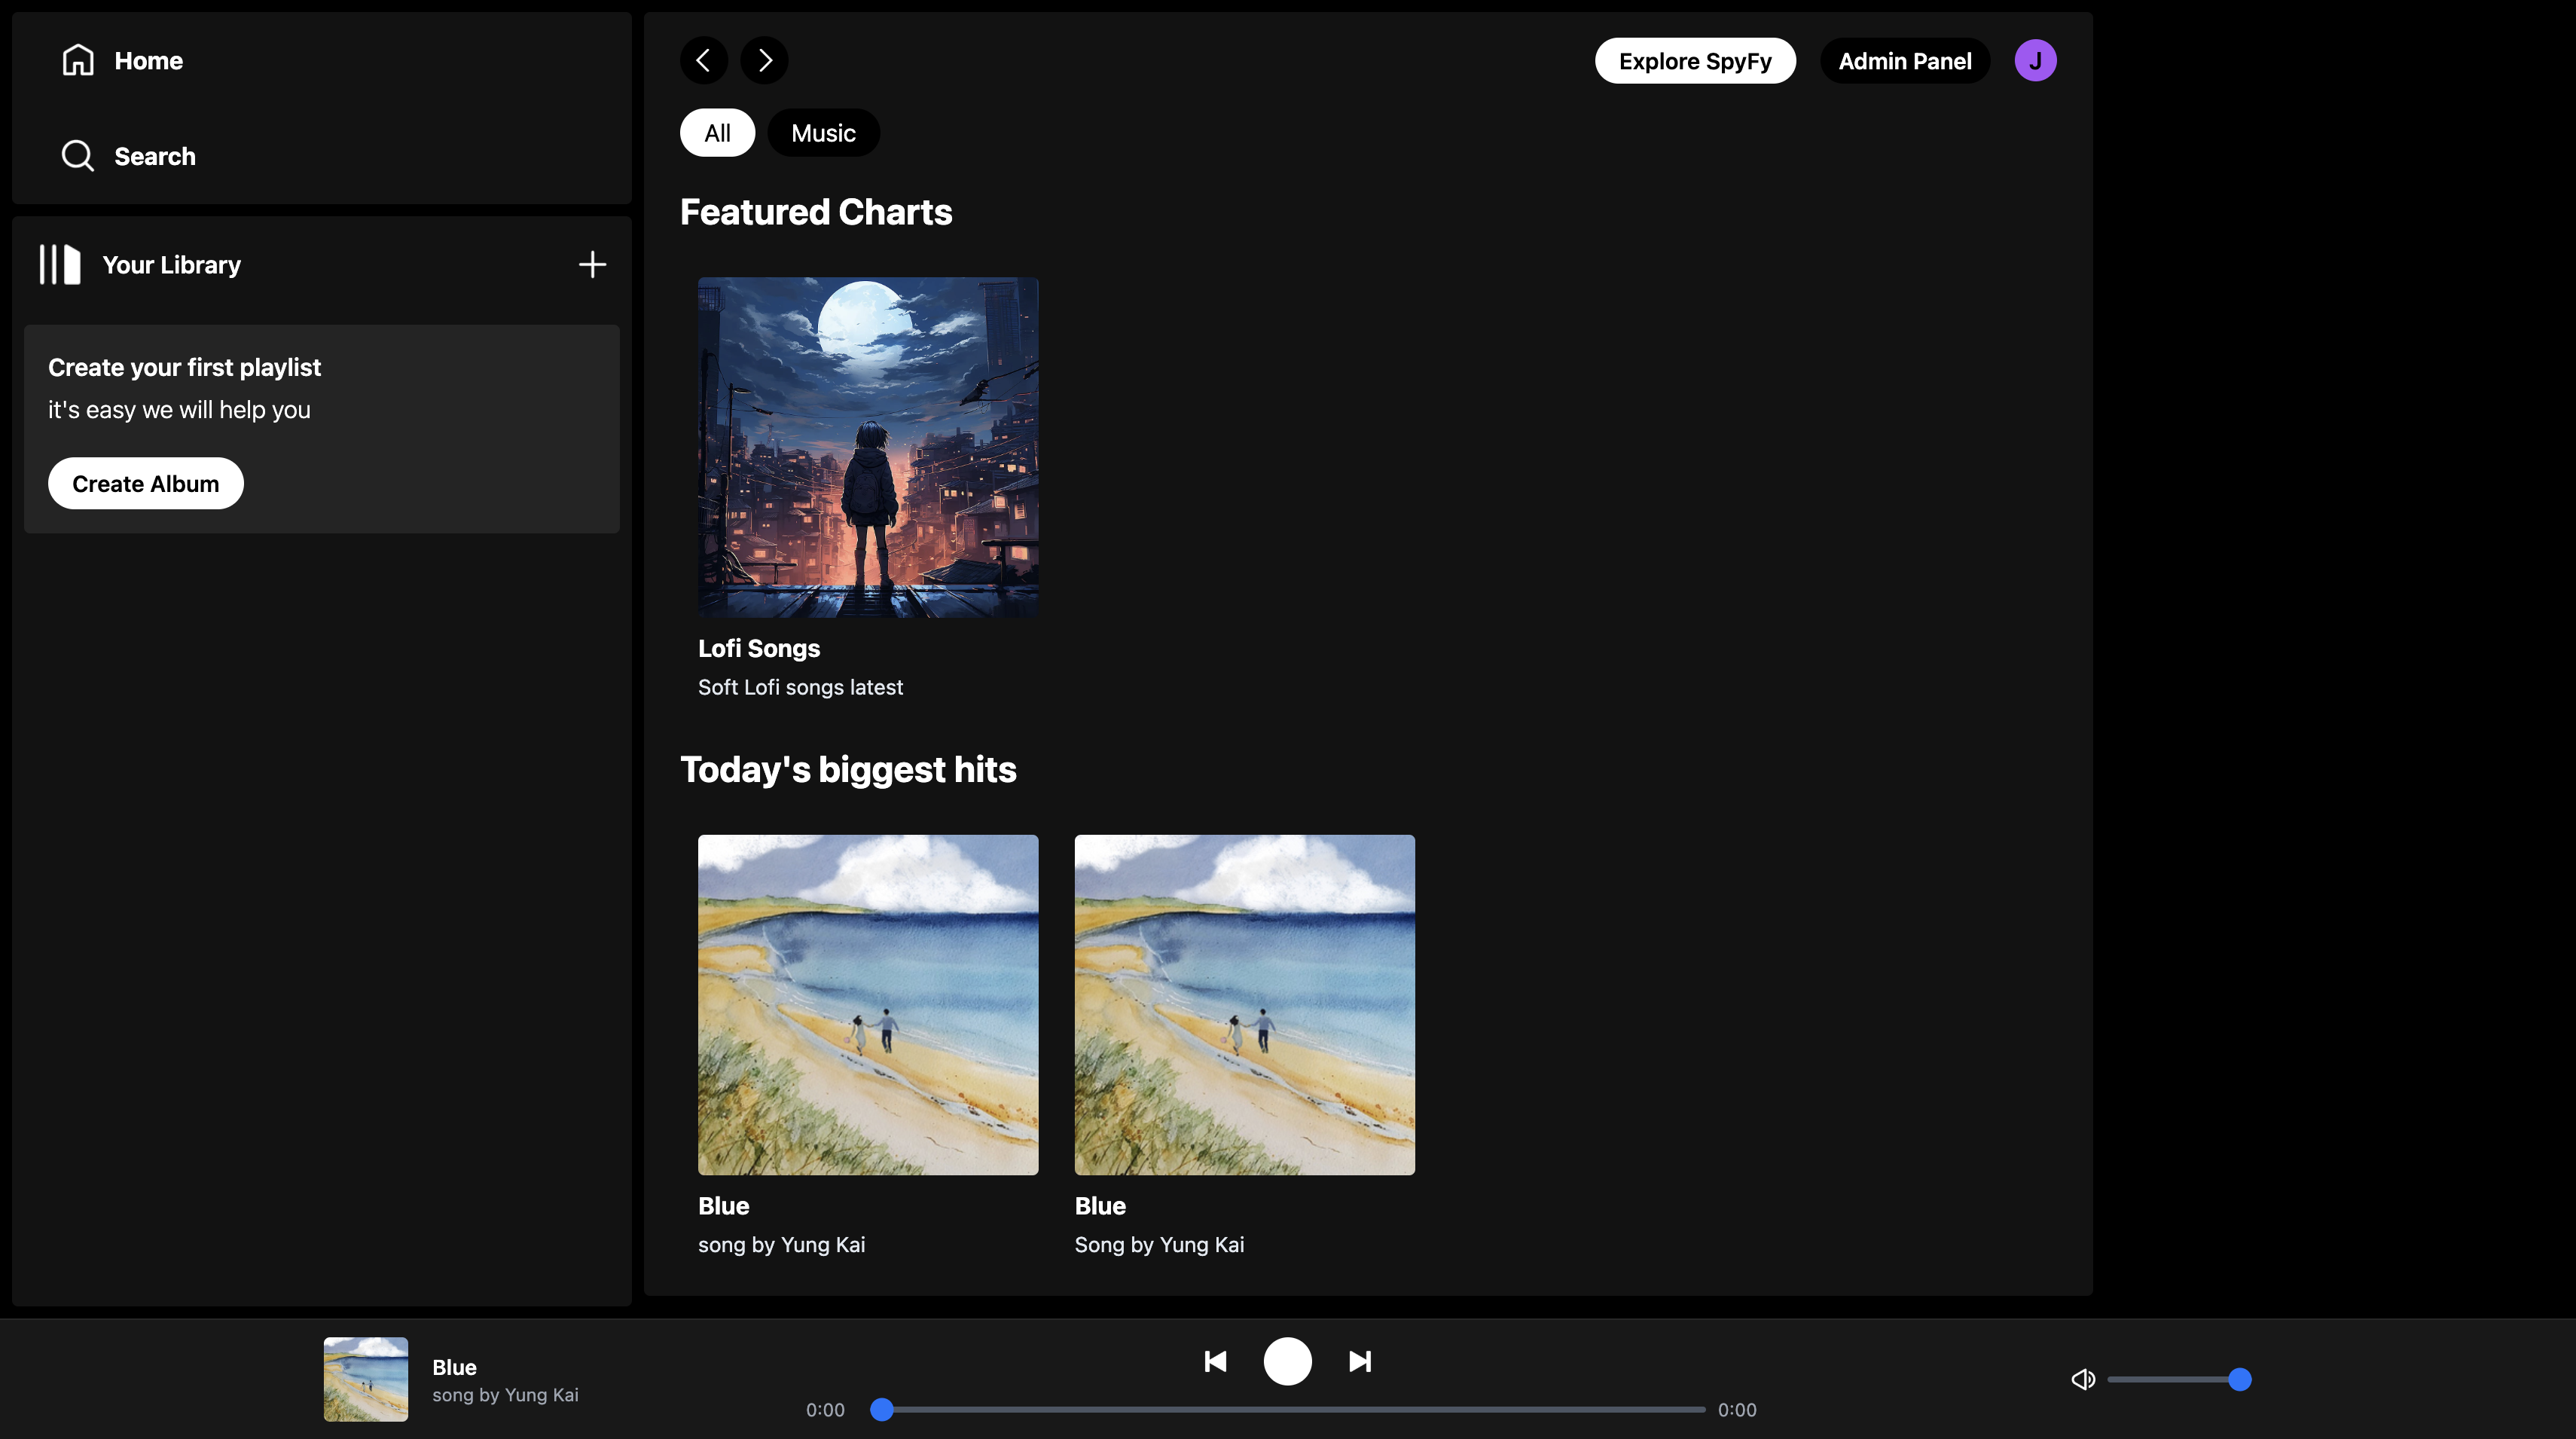 Home
Search
Your Library
Create your first playlist
it's easy we will help you
Create Album
Explore SpyFy
Admin Panel
J
All
Music
Featured Charts
Lofi Songs
Soft Lofi songs latest
Today's biggest hits
Blue
song by Yung Kai
Blue
Song by Yung Kai
Blue
song by Yung Kai
0:00
0:00